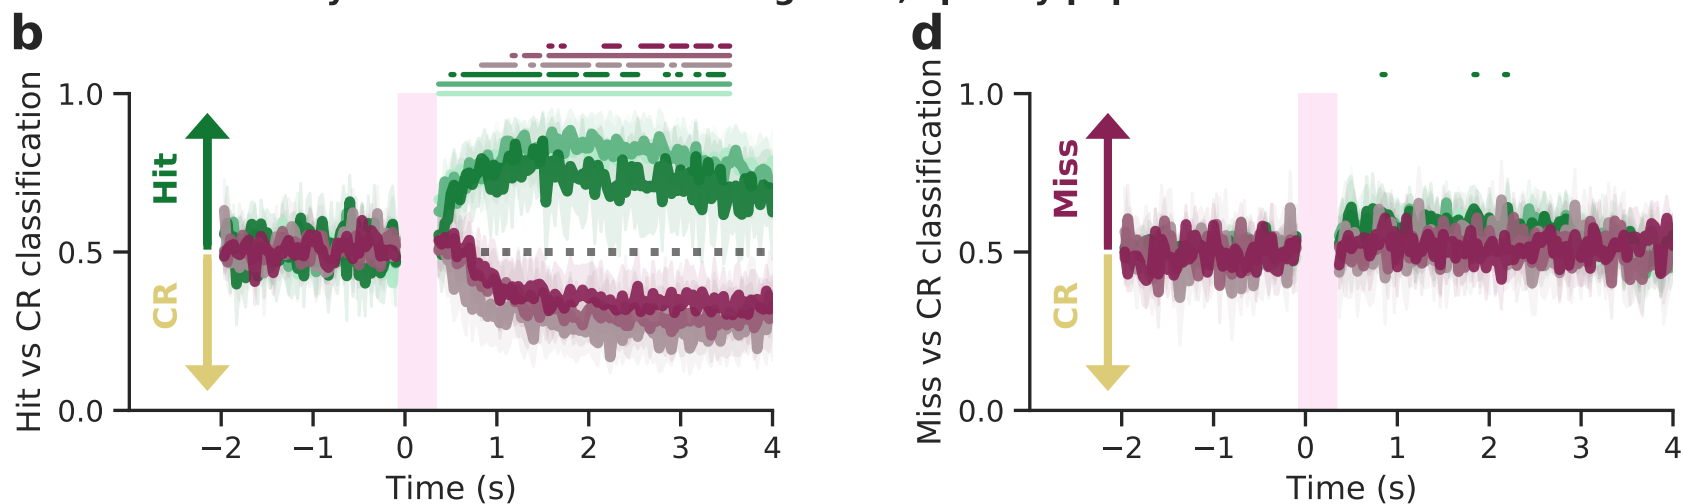 b
Hit vs CR classification
1.0
0.5
0.0
Hit
CR
−2 −1 0 1 2 3 4
Time (s)
d
Miss vs CR classification
1.0
0.5
0.0
Miss
CR
−2 −1 0 1 2 3 4
Time (s)